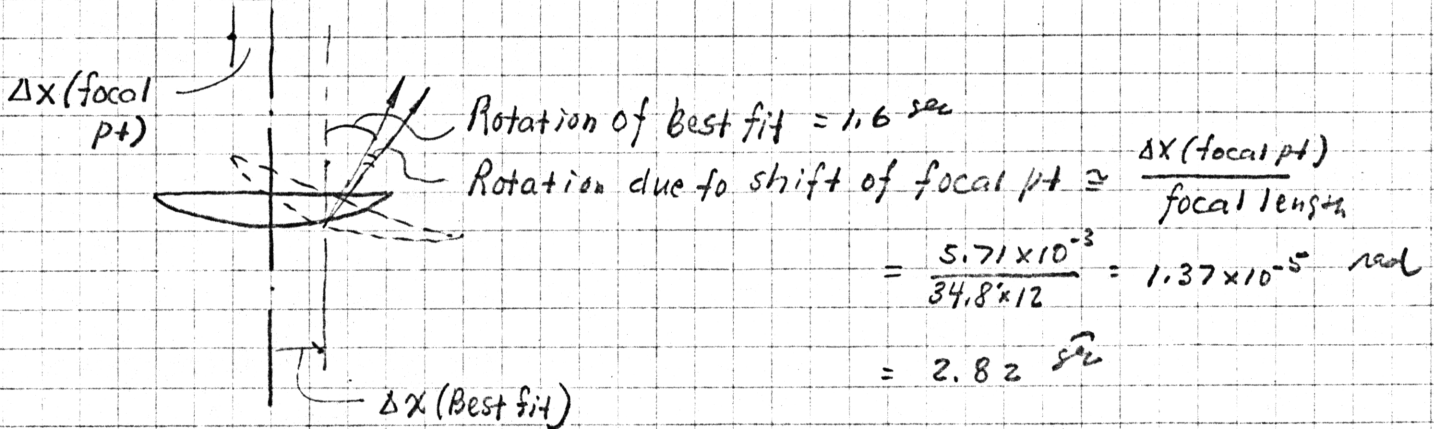 Δx (focal
pt)
Rotation of Best fit = 1.6 sec
Rotation due to shift of focal pt ≅ Δx (focal pt) / focal length
= 5.71 x 10⁻³ / 34.8' x 12 = 1.37 x 10⁻⁵ rad
= 2.82 sec
Δx (Best fit)